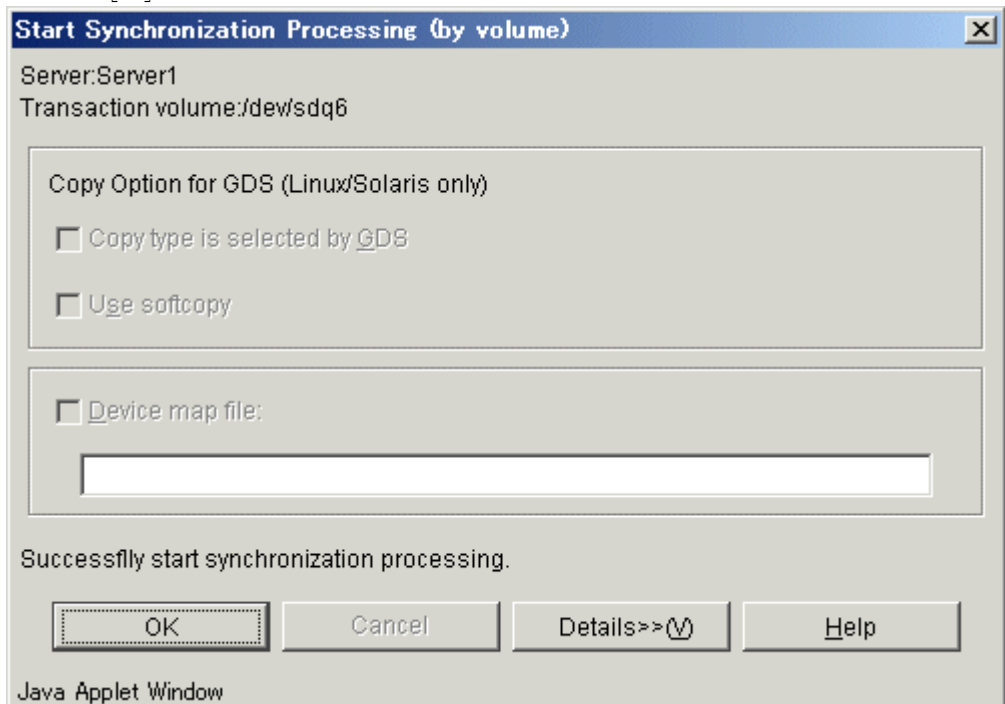 Start Synchronization Processing (by volume)
Server:Server1
Transaction volume:/dev/sdq6
Copy Option for GDS (Linux/Solaris only)
Copy type is selected by GDS
Use softcopy
Device map file:
Successflly start synchronization processing.
OK Cancel Details>>(V) Help
Java Applet Window